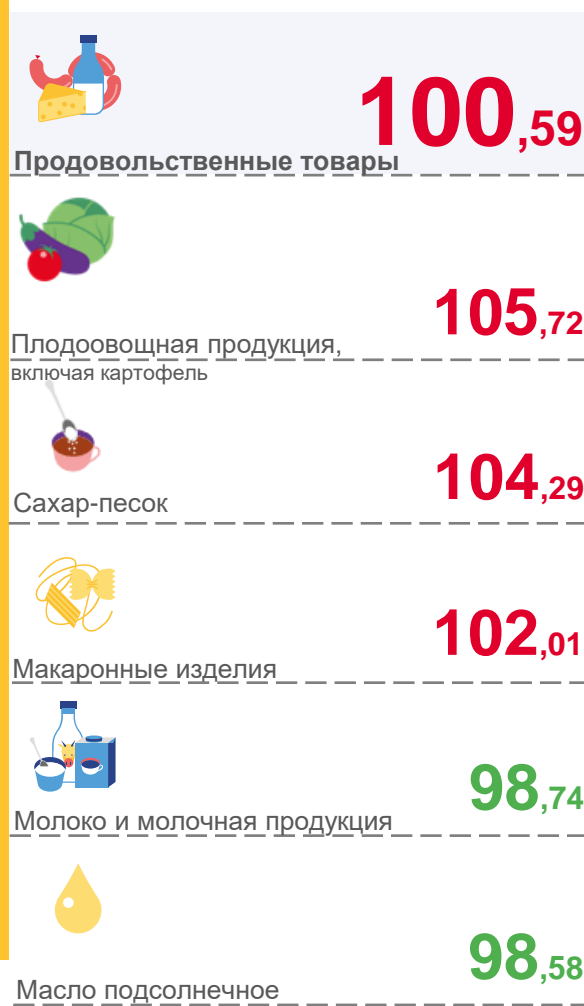 100,59
Продовольственные товары
105,72
Плодоовощная продукция,
включая картофель
104,29
Сахар-песок
102,01
Макаронные изделия
98,74
Молоко и молочная продукция
98,58
Масло подсолнечное